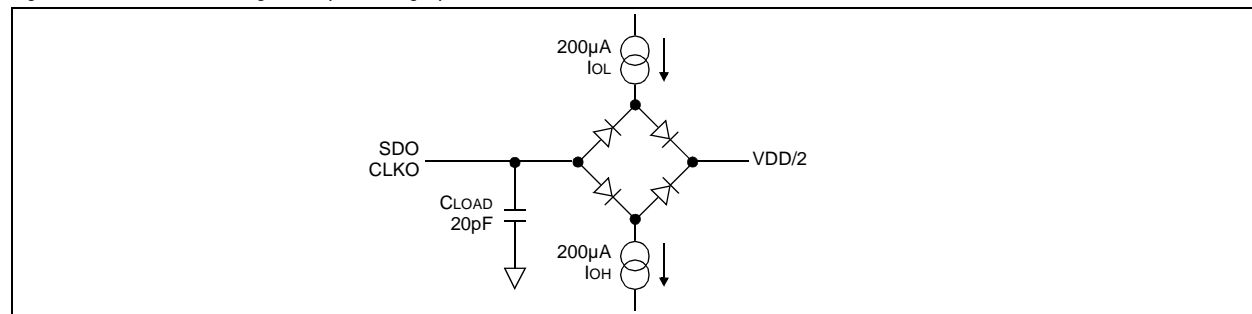 200µA
IOL
SDO
CLKO
VDD/2
CLOAD
20pF
200µA
IOH